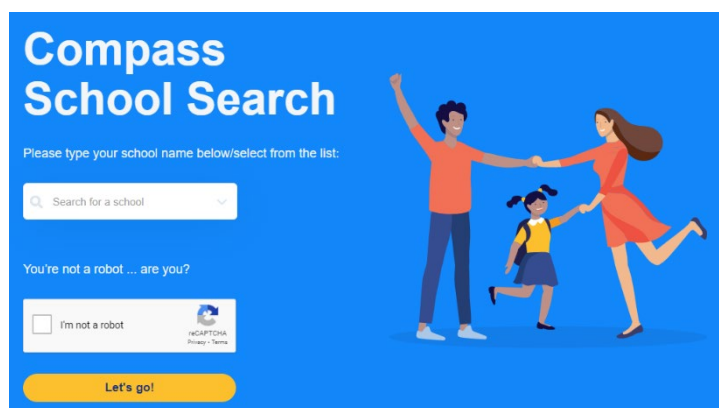 Compass
School Search
Please type your school name below/select from the list:
Search for a school
You're not a robot ... are you?
I'm not a robot
reCAPTCHA
Privacy - Terms
Let's go!